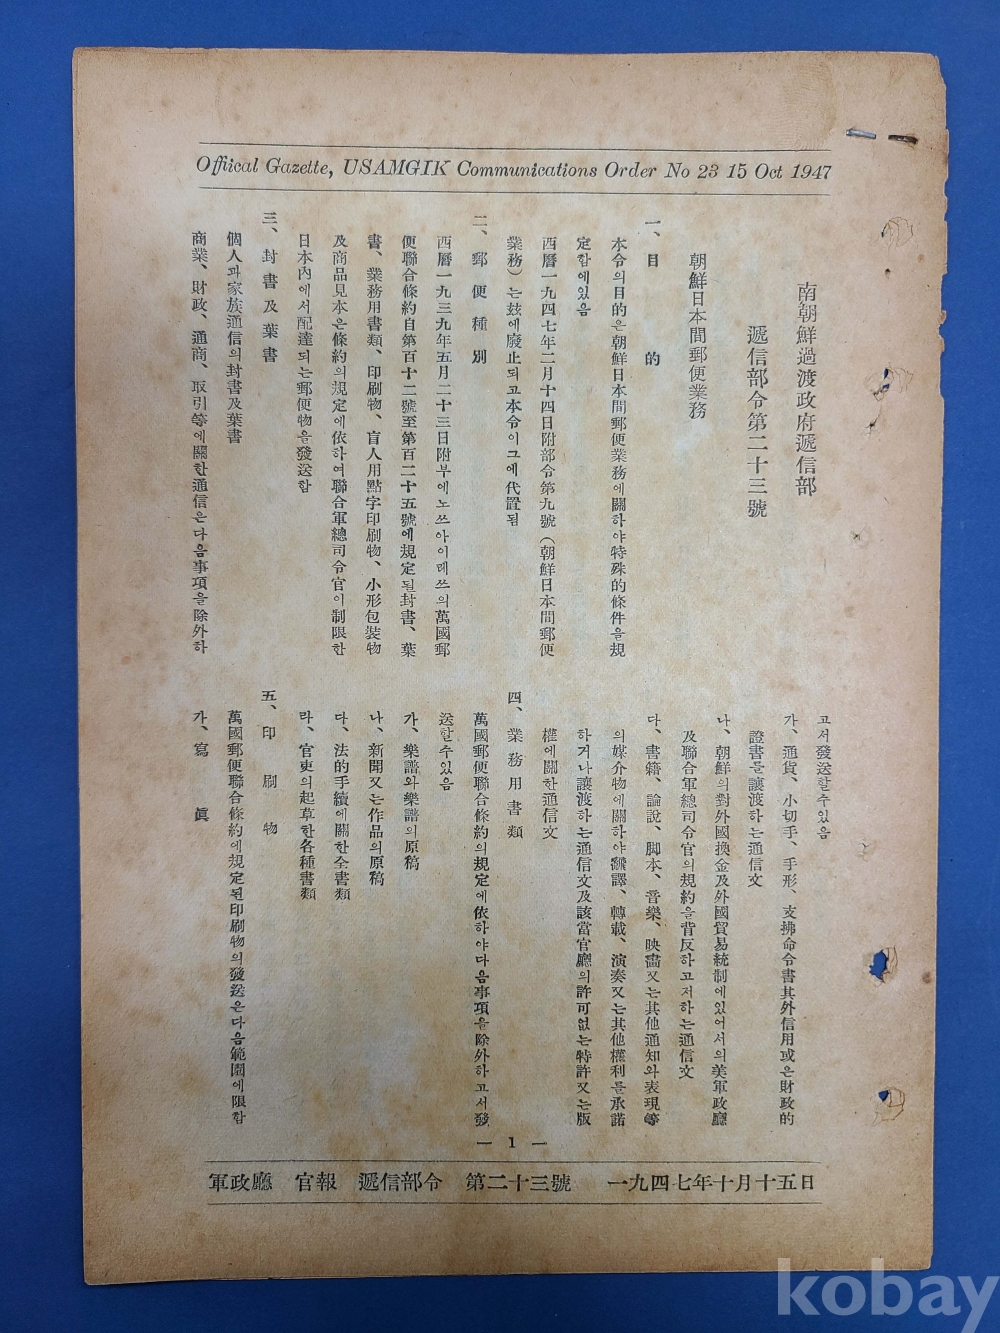 Offiical Gazette, USAMGIK Communications Order No 23 15 Oct 1947
南朝鮮過渡政府遞信部
遞信部令第二十三號
朝鮮日本間郵便業務
一、目的
本令의目的은朝鮮日本間郵便業務에關하야特殊的條件을規
定함에있음
西曆一九四七年二月十四日附部令第九號(朝鮮日本間郵便
業務)는玆에廢止되고本令이그에代置됨
二、郵便種別
西曆一九三九年五月二十三日附부에노쓰아이레쓰의萬國郵
便聯合條約自第百十二號至第百二十五號에規定된封書、葉
書、業務用書類、印刷物、盲人用點字印刷物、小形包裝物
及商品見本은條約의規定에依하여聯合軍總司令官이制限한
日本內에서配達되는郵便物을發送함
三、封書及葉書
個人과家族通信의封書及葉書
商業、財政、通商、取引等에關한通信은다음事項을除外하
고서發送할수있음
가、通貨、小切手、手形、支拂命令書其外信用或은財政的
證書를讓渡하는通信文
나、朝鮮의對外國換金及外國貿易統制에있어서의美軍政廳
及聯合軍總司令官의規約을背反하고저하는通信文
다、書籍、論說、脚本、音樂、映畵又는其他通知와表現等
의媒介物에關하야飜譯、轉載、演奏又는其他權利를承諾
하거나讓渡하는通信文及該當官廳의許可없는特許又는版
權에關한通信文
四、業務用書類
萬國郵便聯合條約의規定에依하야다음事項을除外하고서發
送할수있음
가、樂譜와樂譜의原稿
나、新聞又는作品의原稿
다、法的手續에關한全書類
라、官吏의起草한各種書類
五、印刷物
萬國郵便聯合條約에規定된印刷物의發送은다음範圍에限함
가、寫眞
— 1 —
軍政廳 官報 遞信部令 第二十三號 一九四七年十月十五日
kobay